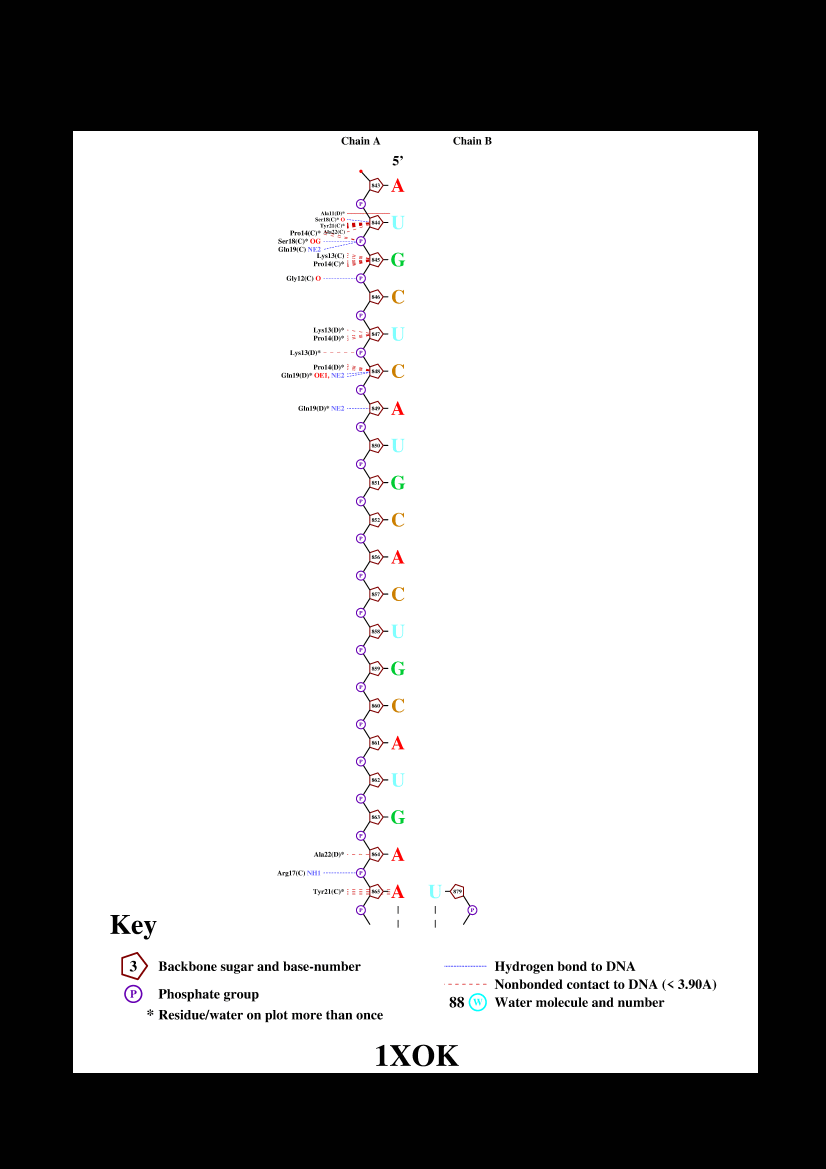 Chain A Chain B
5’
843 A
P
Ala11(D)*
Ser18(C)* O
Tyr21(C)* 844 U
Ala22(C)
Pro14(C)*
Ser18(C)* OG P
Gln19(C) NE2
Lys13(C) 845 G
Pro14(C)*
Gly12(C) O P
846 C
P
Lys13(D)* 847 U
Pro14(D)*
Lys13(D)* P
Pro14(D)* 848 C
Gln19(D)* OE1, NE2
P
Gln19(D)* NE2 849 A
P
850 U
P
851 G
P
852 C
P
856 A
P
857 C
P
858 U
P
859 G
P
860 C
P
861 A
P
862 U
P
863 G
P
Ala22(D)* 864 A
Arg17(C) NH1 P
Tyr21(C)* 865 A U 879
P P
Key
3 Backbone sugar and base-number
P Phosphate group
* Residue/water on plot more than once
Hydrogen bond to DNA
Nonbonded contact to DNA (< 3.90A)
88 W Water molecule and number
1XOK